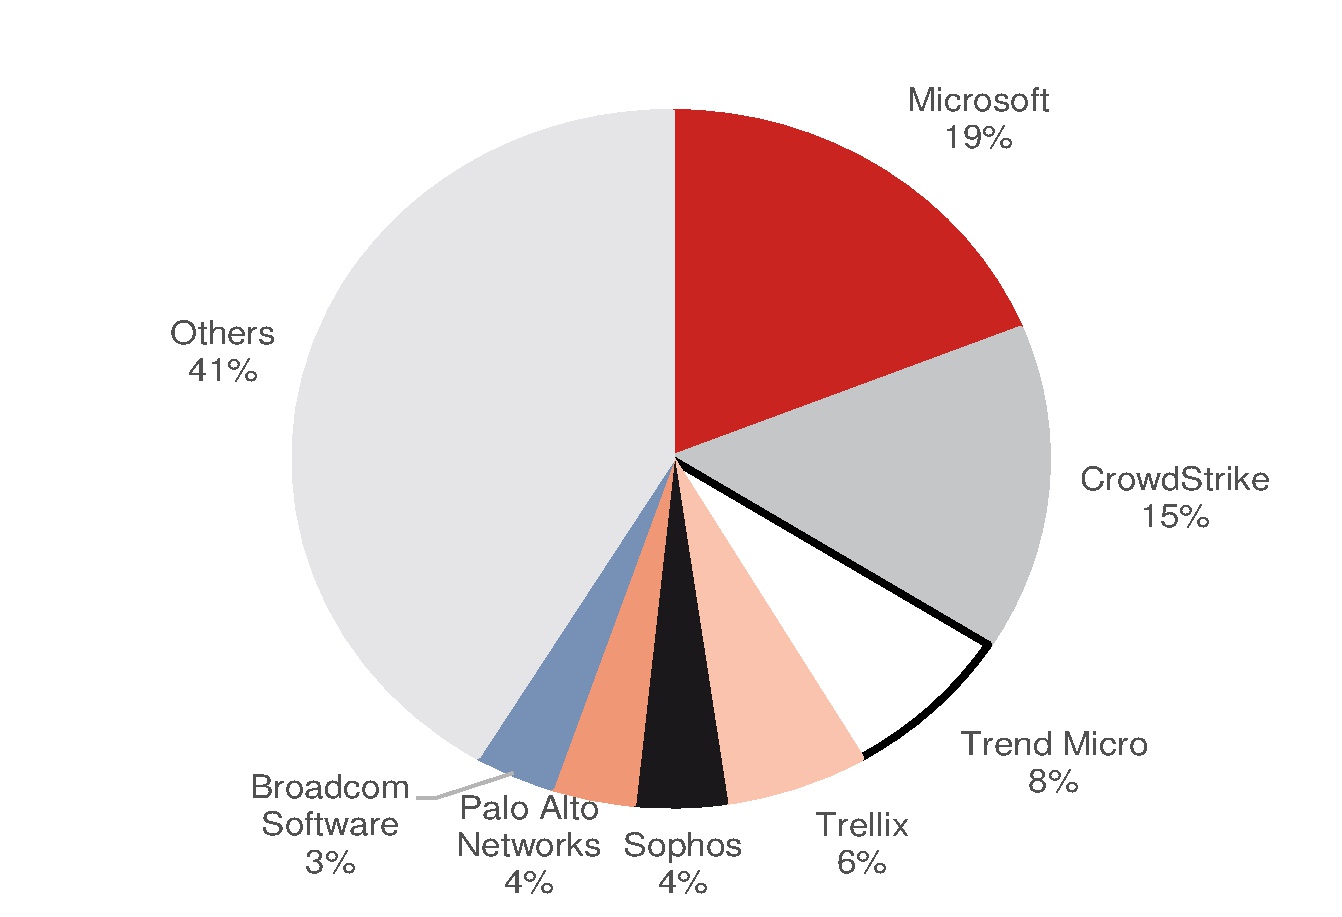 Microsoft
19%
CrowdStrike
15%
Trend Micro
8%
Trellix
6%
Sophos
4%
Palo Alto
Networks
4%
Broadcom
Software
3%
Others
41%